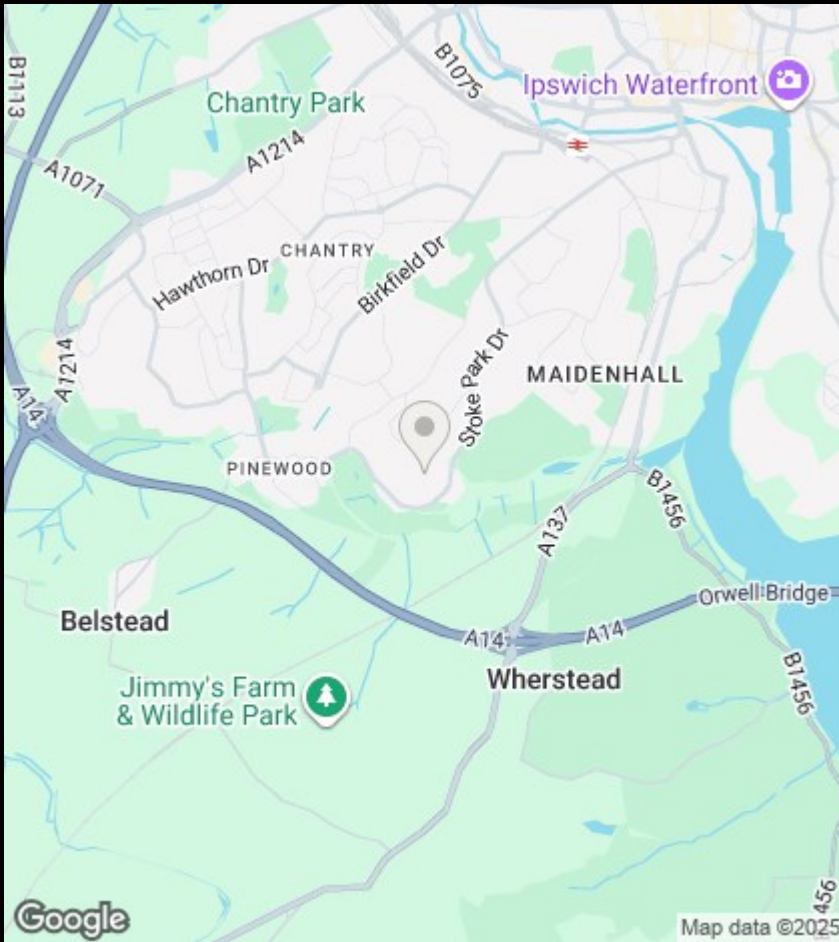 B1113
B1075
Ipswich Waterfront
Chantry Park
A1214
A1071
CHANTRY
Hawthorn Dr
Birkfield Dr
Stoke Park Dr
MAIDENHALL
A1214
A14
PINEWOOD
B1456
A137
Orwell Bridge
Belstead
A14
A14
Wherstead
B1456
Jimmy's Farm
& Wildlife Park
456
Google
Map data ©2025